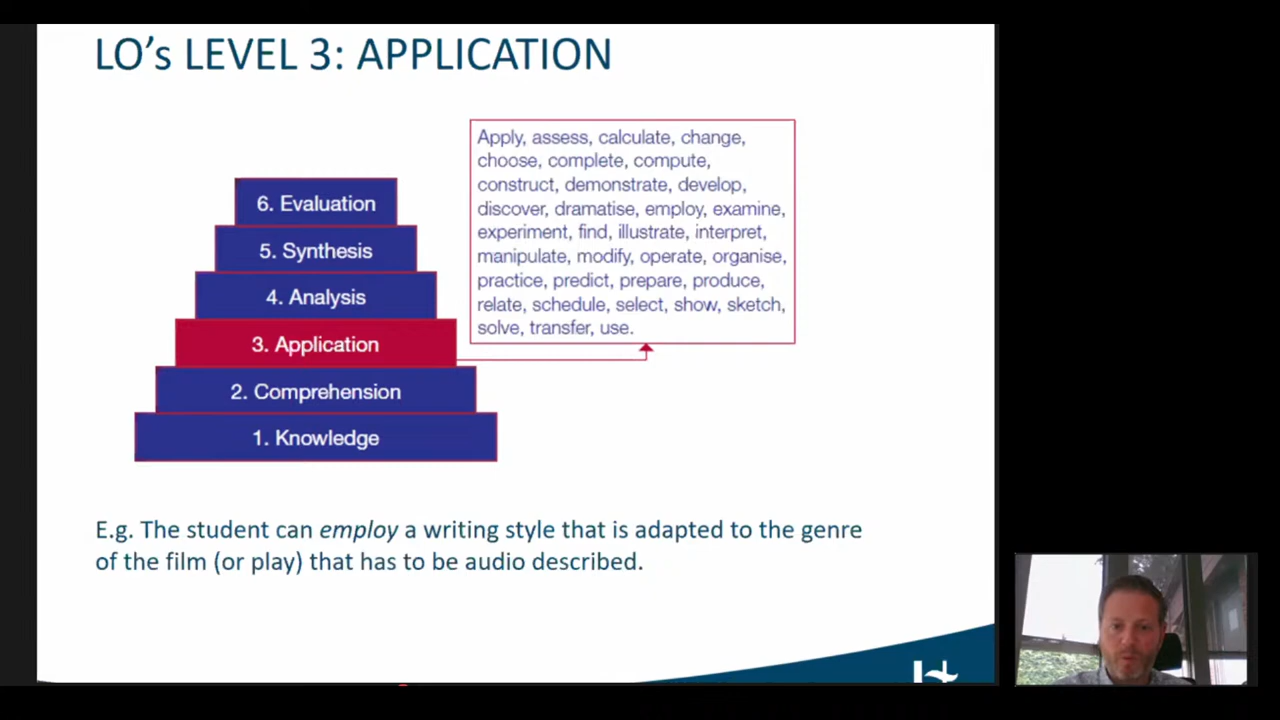 LO’s LEVEL 3: APPLICATION
Apply, assess, calculate, change,
choose, complete, compute,
construct, demonstrate, develop,
discover, dramatise, employ, examine,
experiment, find, illustrate, interpret,
manipulate, modify, operate, organise,
practice, predict, prepare, produce,
relate, schedule, select, show, sketch,
solve, transfer, use.
6. Evaluation
5. Synthesis
4. Analysis
3. Application
2. Comprehension
1. Knowledge
E.g. The student can employ a writing style that is adapted to the genre
of the film (or play) that has to be audio described.